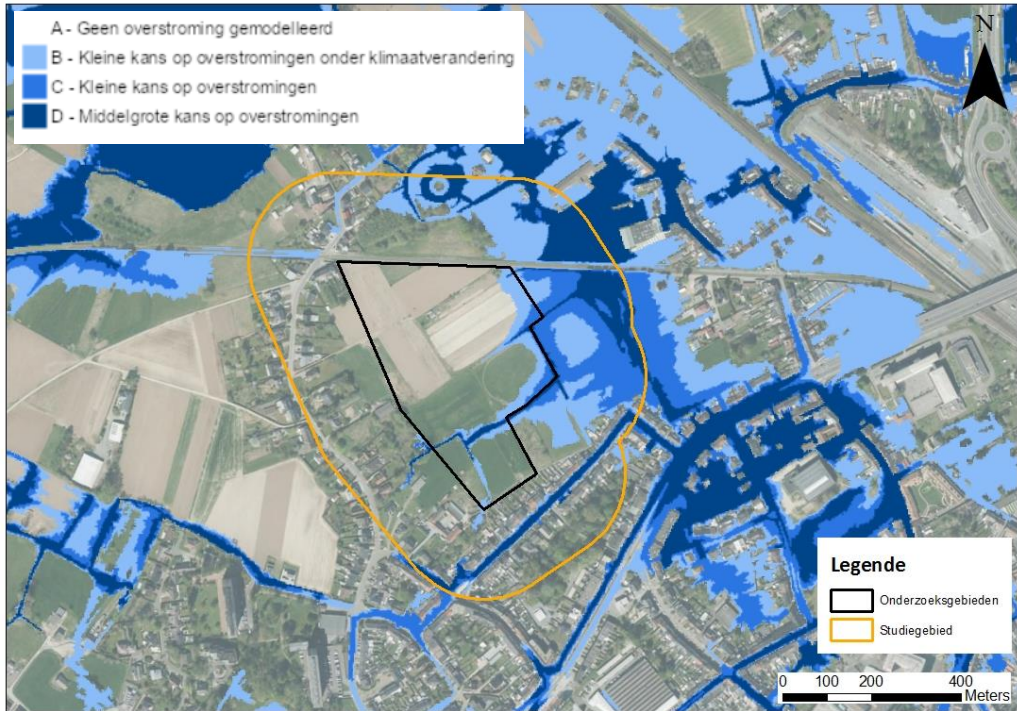 A - Geen overstroming gemodelleerd
B - Kleine kans op overstromingen onder klimaatverandering
C - Kleine kans op overstromingen
D - Middelgrote kans op overstromingen
N
Legende
Onderzoeksgebieden
Studiegebied
0 100 200 400
Meters